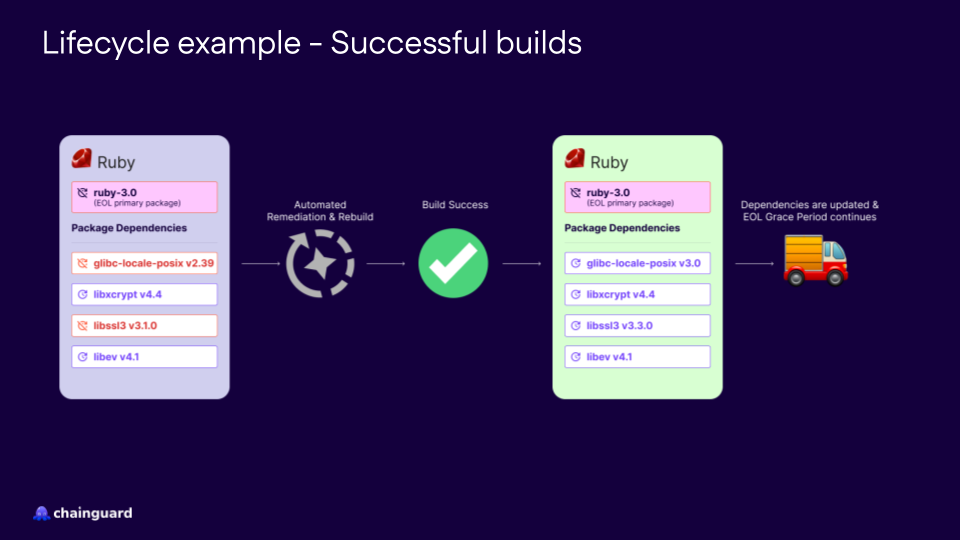 Lifecycle example - Successful builds
Ruby
ruby-3.0
(EOL primary package)
Package Dependencies
glibc-locale-posix v2.39
libxcrypt v4.4
libssl3 v3.1.0
libev v4.1
Automated
Remediation & Rebuild
Build Success
Ruby
ruby-3.0
(EOL primary package)
Package Dependencies
glibc-locale-posix v3.0
libxcrypt v4.4
libssl3 v3.3.0
libev v4.1
Dependencies are updated &
EOL Grace Period continues
chainguard